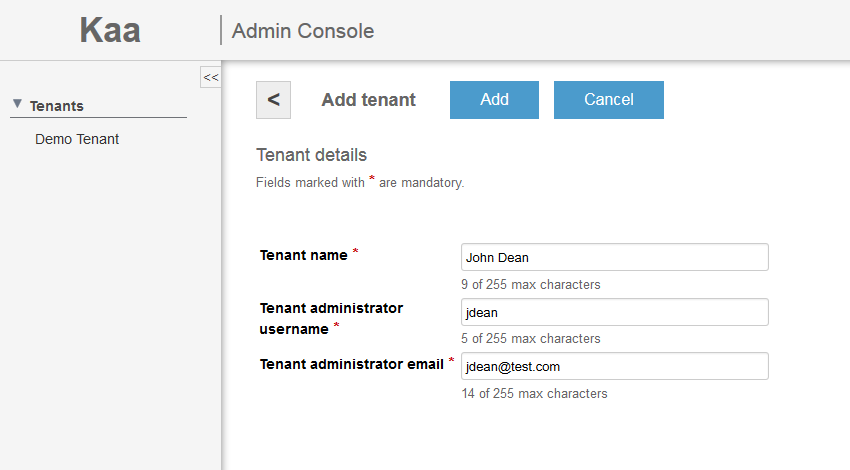 Kaa
Admin Console
<<
Tenants
Demo Tenant
< Add tenant Add Cancel
Tenant details
Fields marked with * are mandatory.
Tenant name * John Dean
9 of 255 max characters
Tenant administrator
username * jdean
5 of 255 max characters
Tenant administrator email * jdean@test.com
14 of 255 max characters